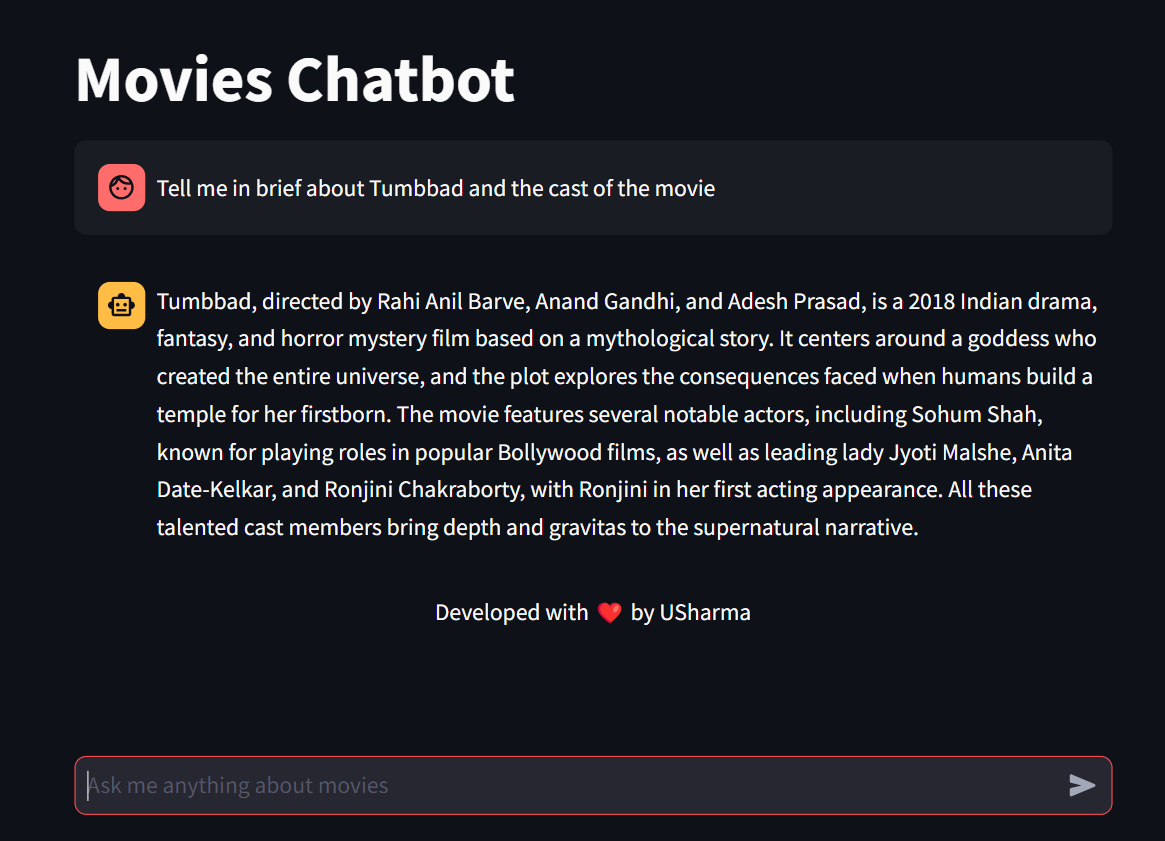 Movies Chatbot
Tell me in brief about Tumbbad and the cast of the movie
Tumbbad, directed by Rahi Anil Barve, Anand Gandhi, and Adesh Prasad, is a 2018 Indian drama,
fantasy, and horror mystery film based on a mythological story. It centers around a goddess who
created the entire universe, and the plot explores the consequences faced when humans build a
temple for her firstborn. The movie features several notable actors, including Sohum Shah,
known for playing roles in popular Bollywood films, as well as leading lady Jyoti Malshe, Anita
Date-Kelkar, and Ronjini Chakraborty, with Ronjini in her first acting appearance. All these
talented cast members bring depth and gravitas to the supernatural narrative.
Developed with ❤️ by USharma
Ask me anything about movies